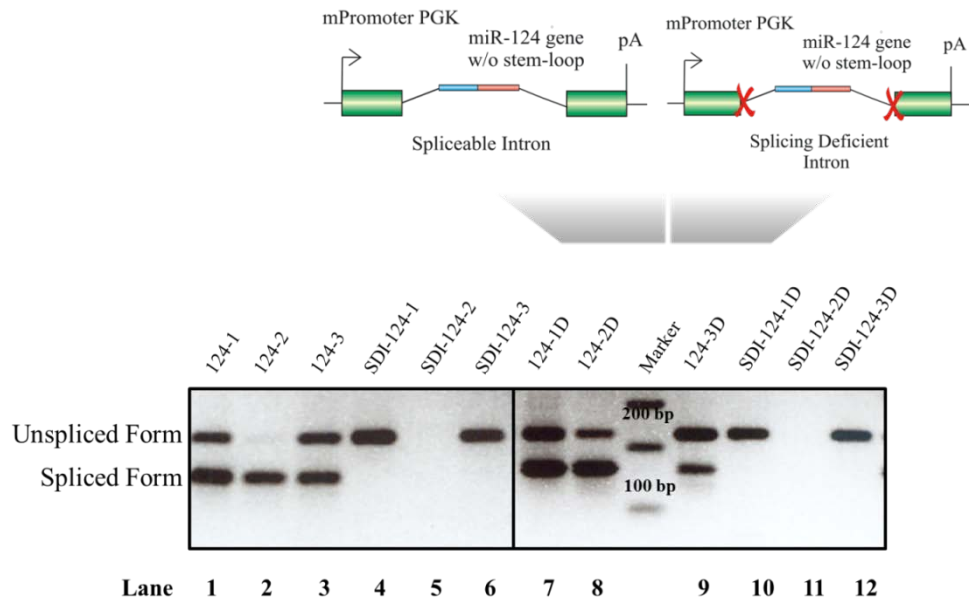 mPromoter PGK
miR-124 gene
w/o stem-loop
pA
Spliceable Intron
mPromoter PGK
miR-124 gene
w/o stem-loop
pA
Splicing Deficient
Intron
124-1
124-2
124-3
SDI-124-1
SDI-124-2
SDI-124-3
124-1D
124-2D
Marker
124-3D
SDI-124-1D
SDI-124-2D
SDI-124-3D
Unspliced Form
200 bp
Spliced Form
100 bp
Lane 1 2 3 4 5 6 7 8 9 10 11 12